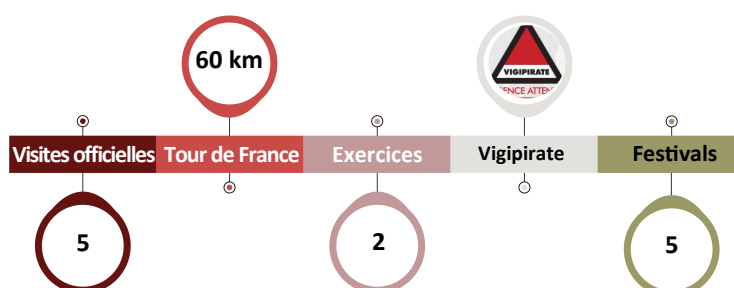 60 km
VIGIPIRATE
Visites officielles
Tour de France
Exercices
Vigipirate
Festivals
5
2
5